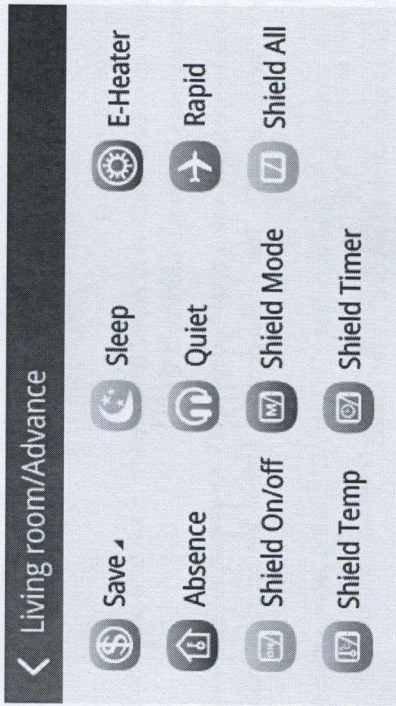 Living room/Advance
Save Sleep E-Heater
Absence Quiet Rapid
Shield On/off Shield Mode Shield All
Shield Temp Shield Timer